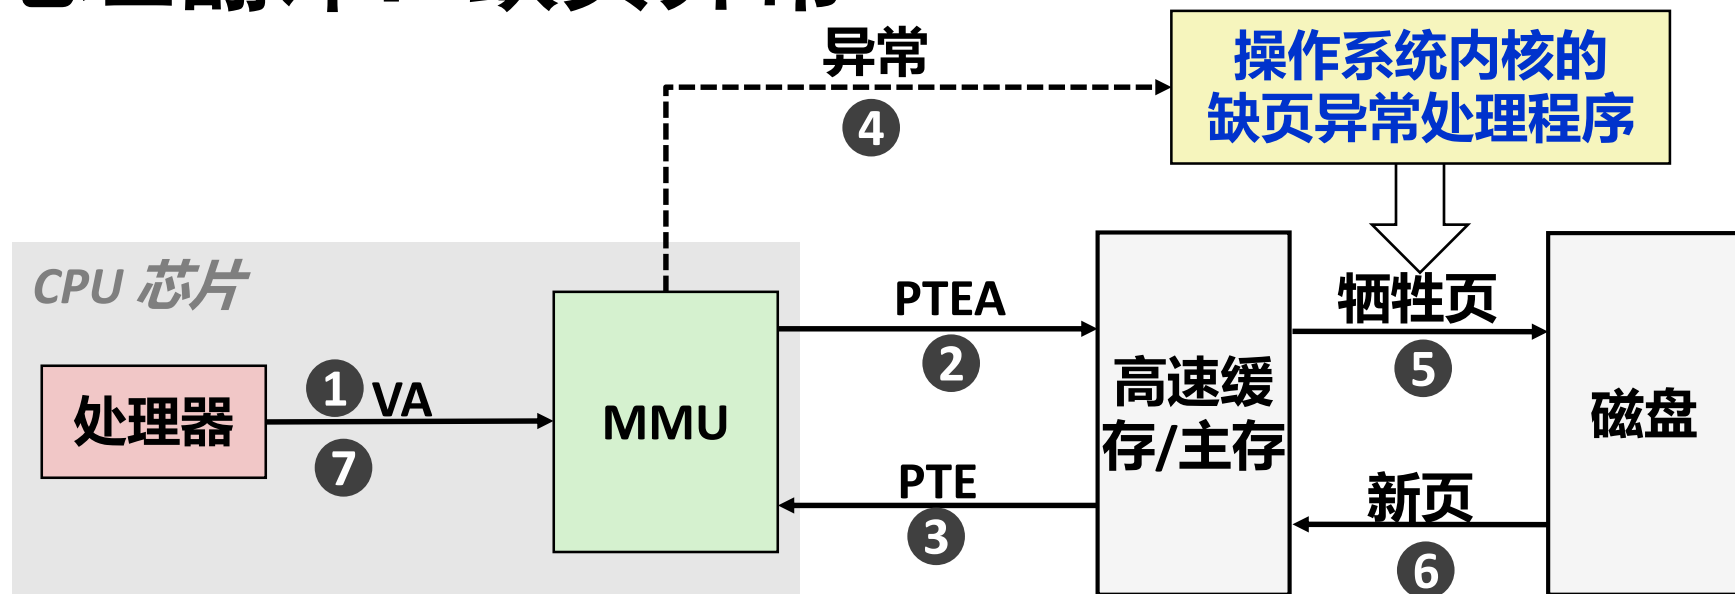 异常
④
操作系统内核的
缺页异常处理程序
CPU 芯片
处理器
① VA
⑦
MMU
PTEA
②
PTE
③
高速缓
存/主存
牺牲页
⑤
新页
⑥
磁盘